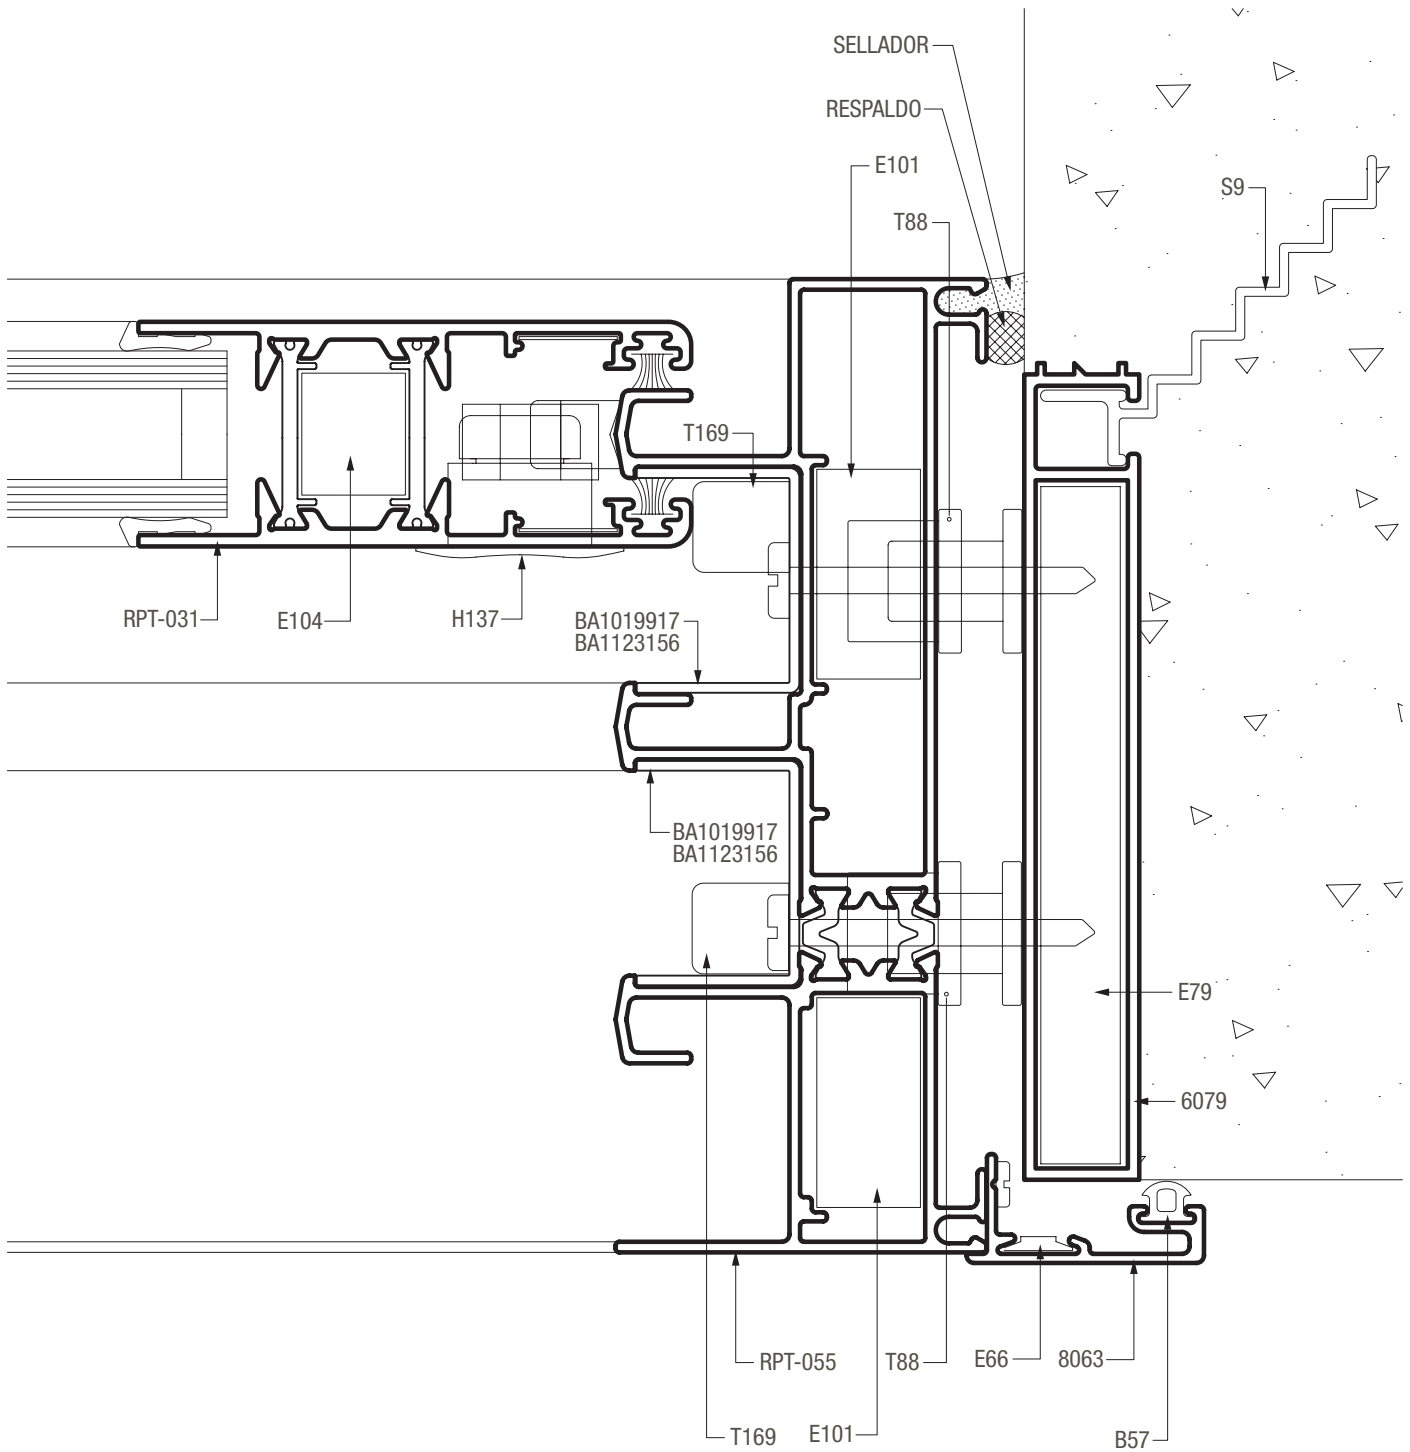 SELLADOR
RESPALDO
E101
S9
T88
T169
RPT-031
E104
H137
BA1019917
BA1123156
BA1019917
BA1123156
E79
6079
RPT-055
T88
E66
8063
T169
E101
B57